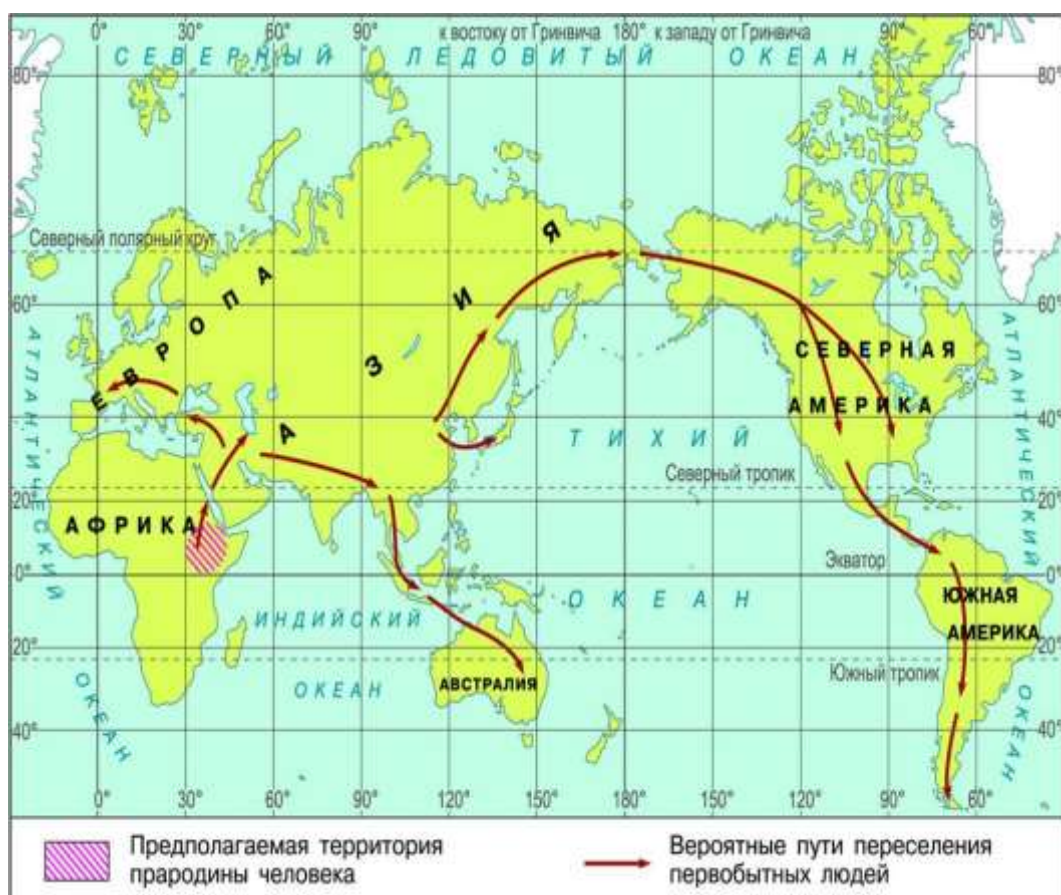 0° 30° 60° 90° 120° к востоку от Гринвича 180° к западу от Гринвича 90° 60°
СЕВЕРНЫЙ ЛЕДОВИТЫЙ ОКЕАН
80° 80°
Северный полярный круг
60° 60°
ЕВРОПА
АЗИЯ
СЕВЕРНАЯ
АМЕРИКА
АТЛАНТИЧЕСКИЙ
ОКЕАН
АТЛАНТИЧЕСКИЙ
ОКЕАН
40° 40°
ТИХИЙ
ОКЕАН
Северный тропик
20° 20°
АФРИКА
Экватор
0° 0°
ИНДИЙСКИЙ
ОКЕАН
ЮЖНАЯ
АМЕРИКА
20° 20°
Южный тропик
АВСТРАЛИЯ
40° 40°
0° 30° 60° 90° 120° 150° 180° 150° 120° 90° 60°
Предполагаемая территория
прародины человека
Вероятные пути переселения
первобытных людей